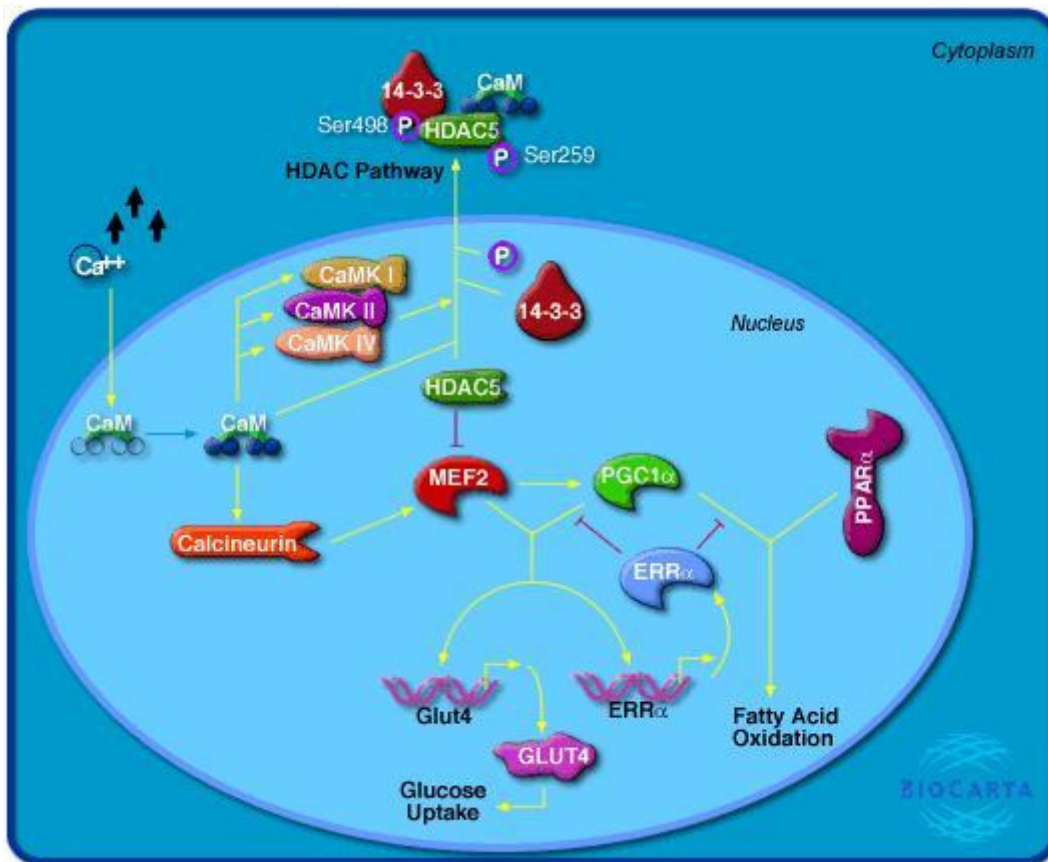 Cytoplasm
14-3-3
CaM
Ser498
P
HDAC5
P
Ser259
HDAC Pathway
Ca++
CaMK I
P
CaMK II
14-3-3
CaMK IV
Nucleus
HDAC5
CaM
CaM
MEF2
PGC1α
PPARα
Calcineurin
ERRα
Glut4
ERRα
Fatty Acid
Oxidation
GLUT4
Glucose
Uptake
BIOCARTA